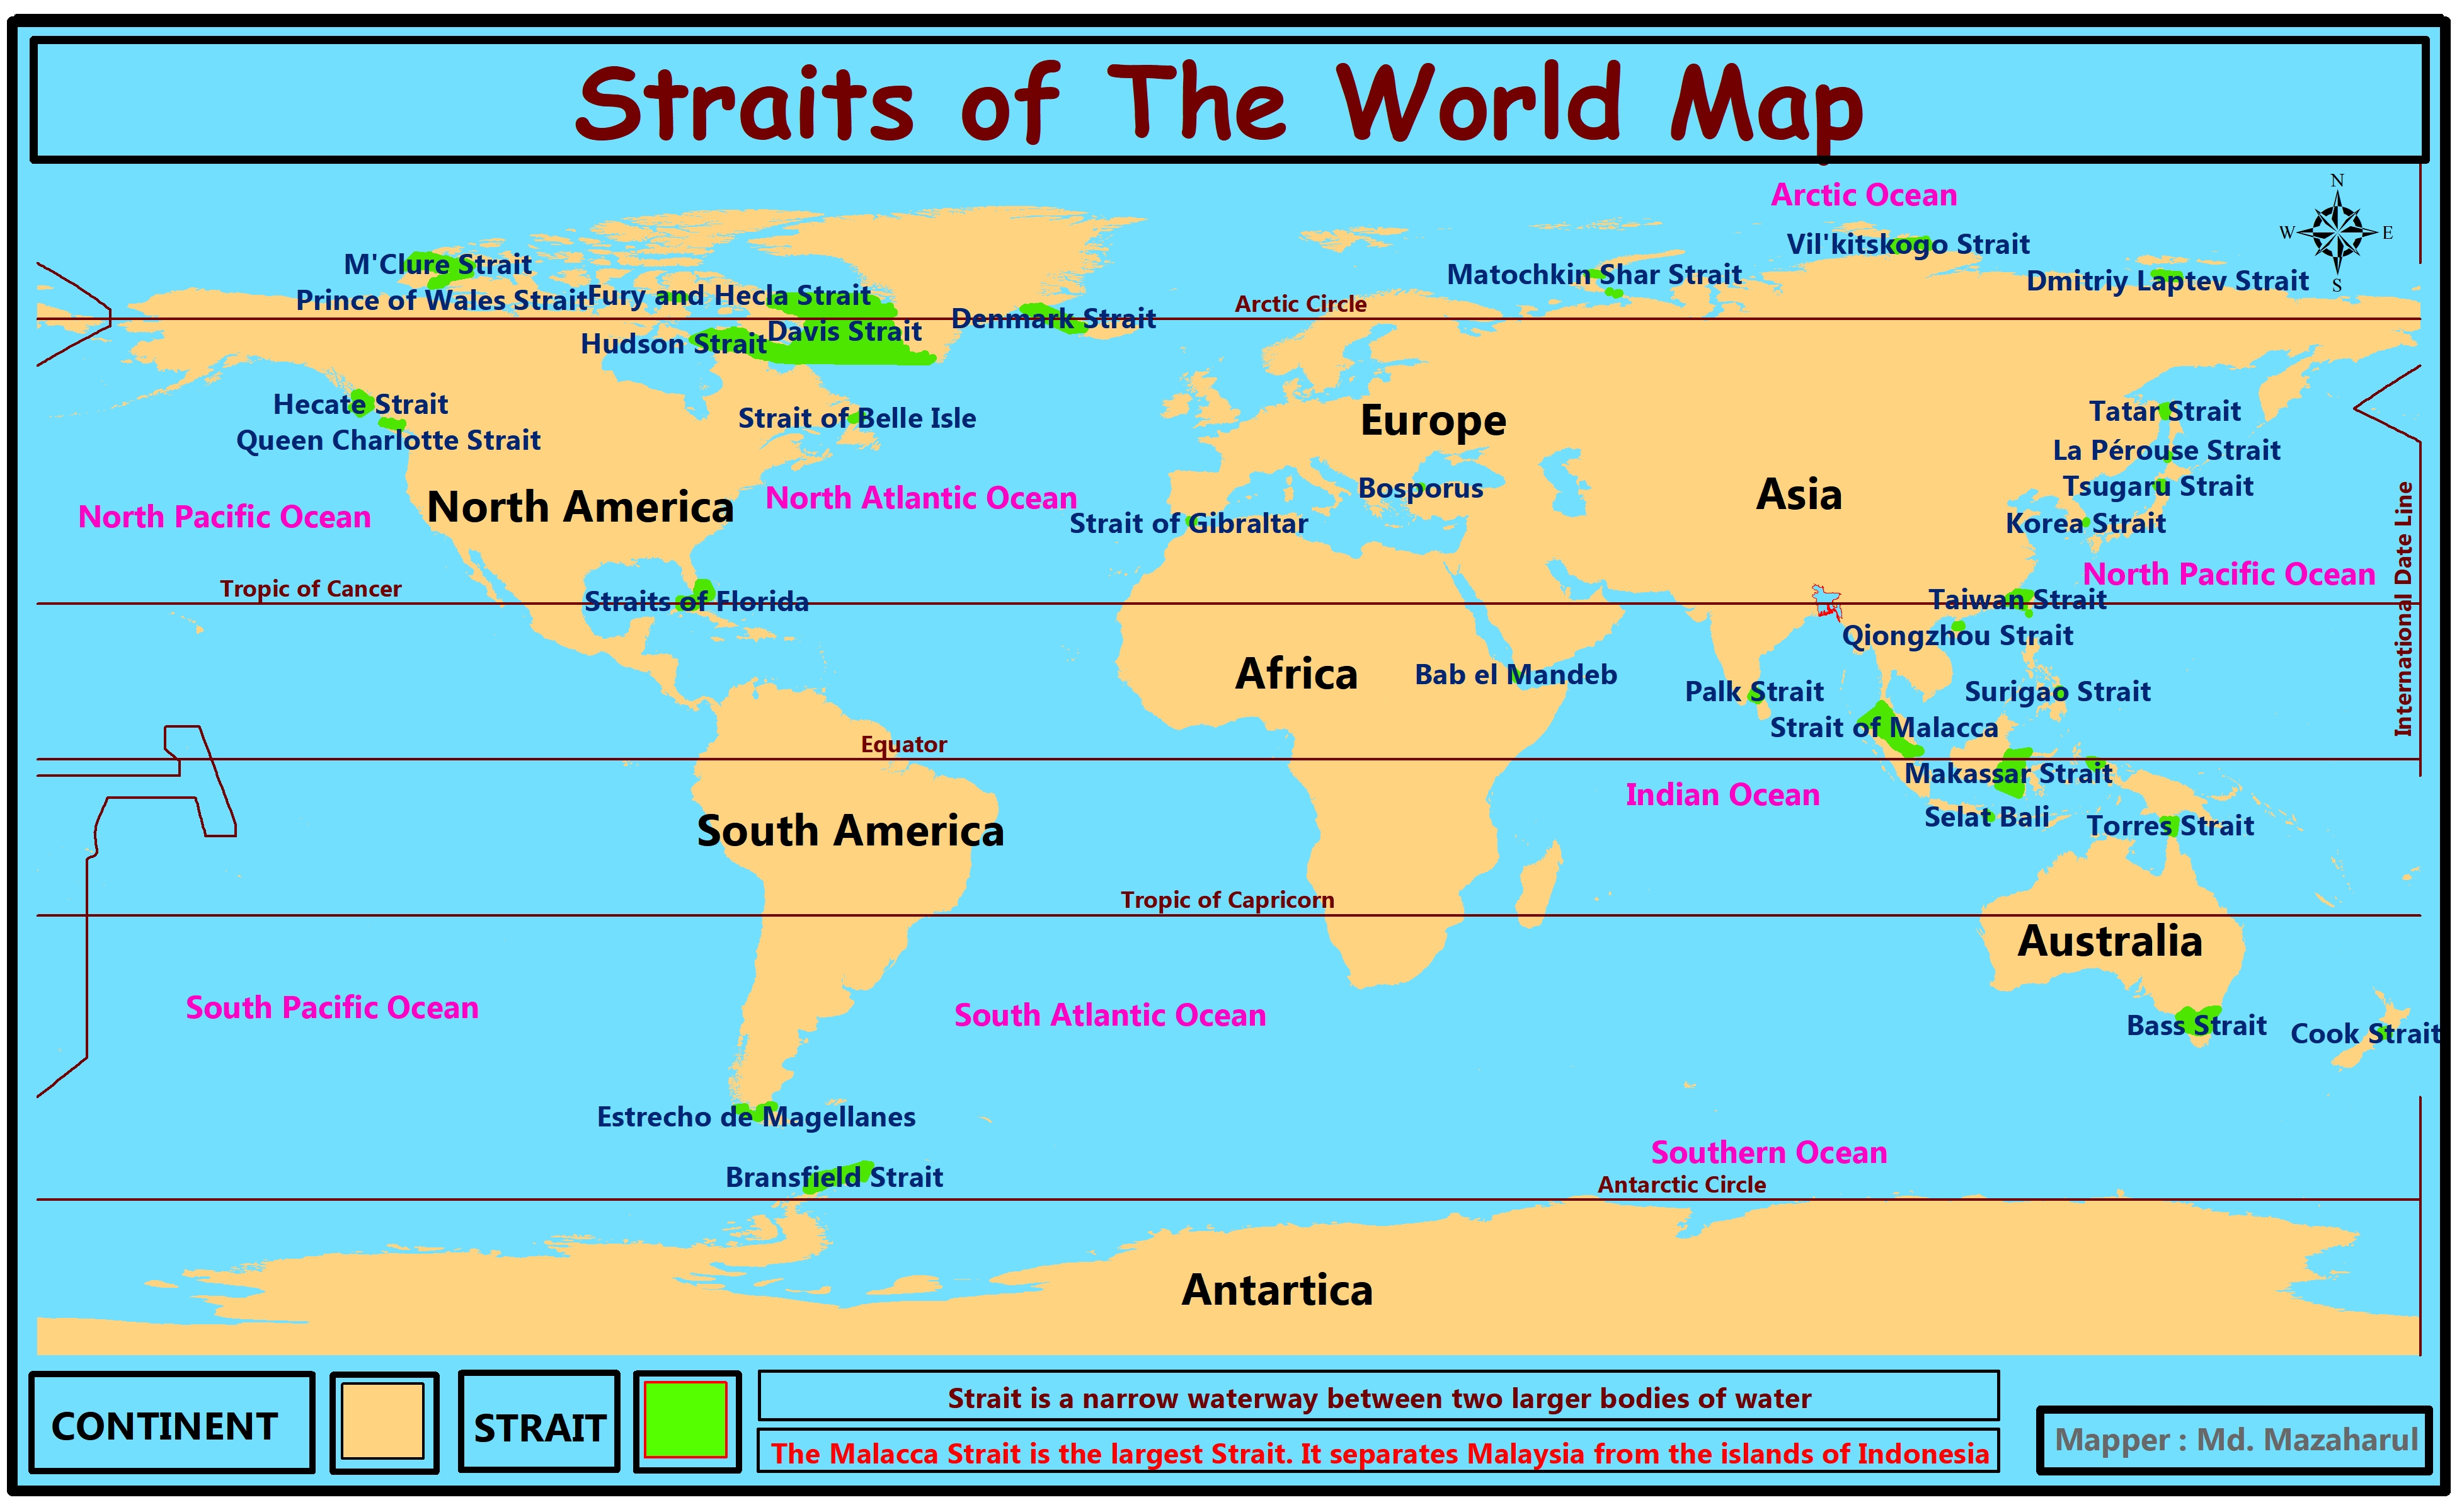 Straits of The World Map
Arctic Ocean
N
W
E
S
Vil'kitskogo Strait
M'Clure Strait
Matochkin Shar Strait
Dmitriy Laptev Strait
Prince of Wales Strait
Fury and Hecla Strait
Arctic Circle
Denmark Strait
Davis Strait
Hudson Strait
Hecate Strait
Queen Charlotte Strait
Strait of Belle Isle
Europe
Tatar Strait
La Pérouse Strait
Tsugaru Strait
Bosporus
Asia
North America
North Atlantic Ocean
North Pacific Ocean
Strait of Gibraltar
Korea Strait
North Pacific Ocean
International Date Line
Tropic of Cancer
Straits of Florida
Taiwan Strait
Qiongzhou Strait
Africa
Bab el Mandeb
Palk Strait
Surigao Strait
Strait of Malacca
Equator
Makassar Strait
Indian Ocean
Selat Bali
Torres Strait
South America
Tropic of Capricorn
Australia
South Pacific Ocean
South Atlantic Ocean
Bass Strait
Cook Strait
Estrecho de Magellanes
Southern Ocean
Bransfield Strait
Antarctic Circle
Antartica
CONTINENT
STRAIT
Strait is a narrow waterway between two larger bodies of water
The Malacca Strait is the largest Strait. It separates Malaysia from the islands of Indonesia
Mapper : Md. Mazaharul